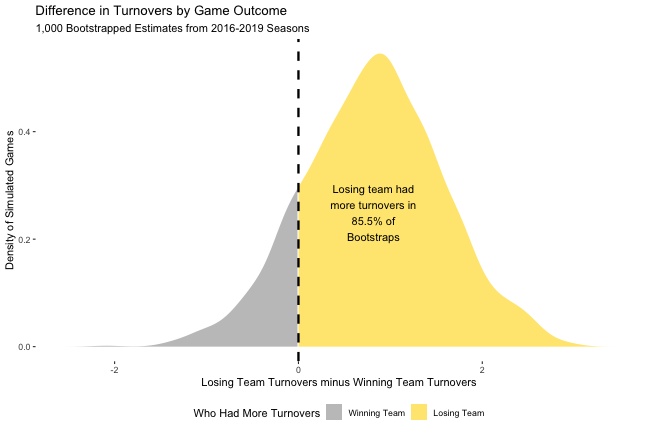 Difference in Turnovers by Game Outcome
1,000 Bootstrapped Estimates from 2016-2019 Seasons
Density of Simulated Games
0.4
0.2
0.0
Losing team had
more turnovers in
85.5% of
Bootstraps
-2
0
2
Losing Team Turnovers minus Winning Team Turnovers
Who Had More Turnovers
Winning Team
Losing Team